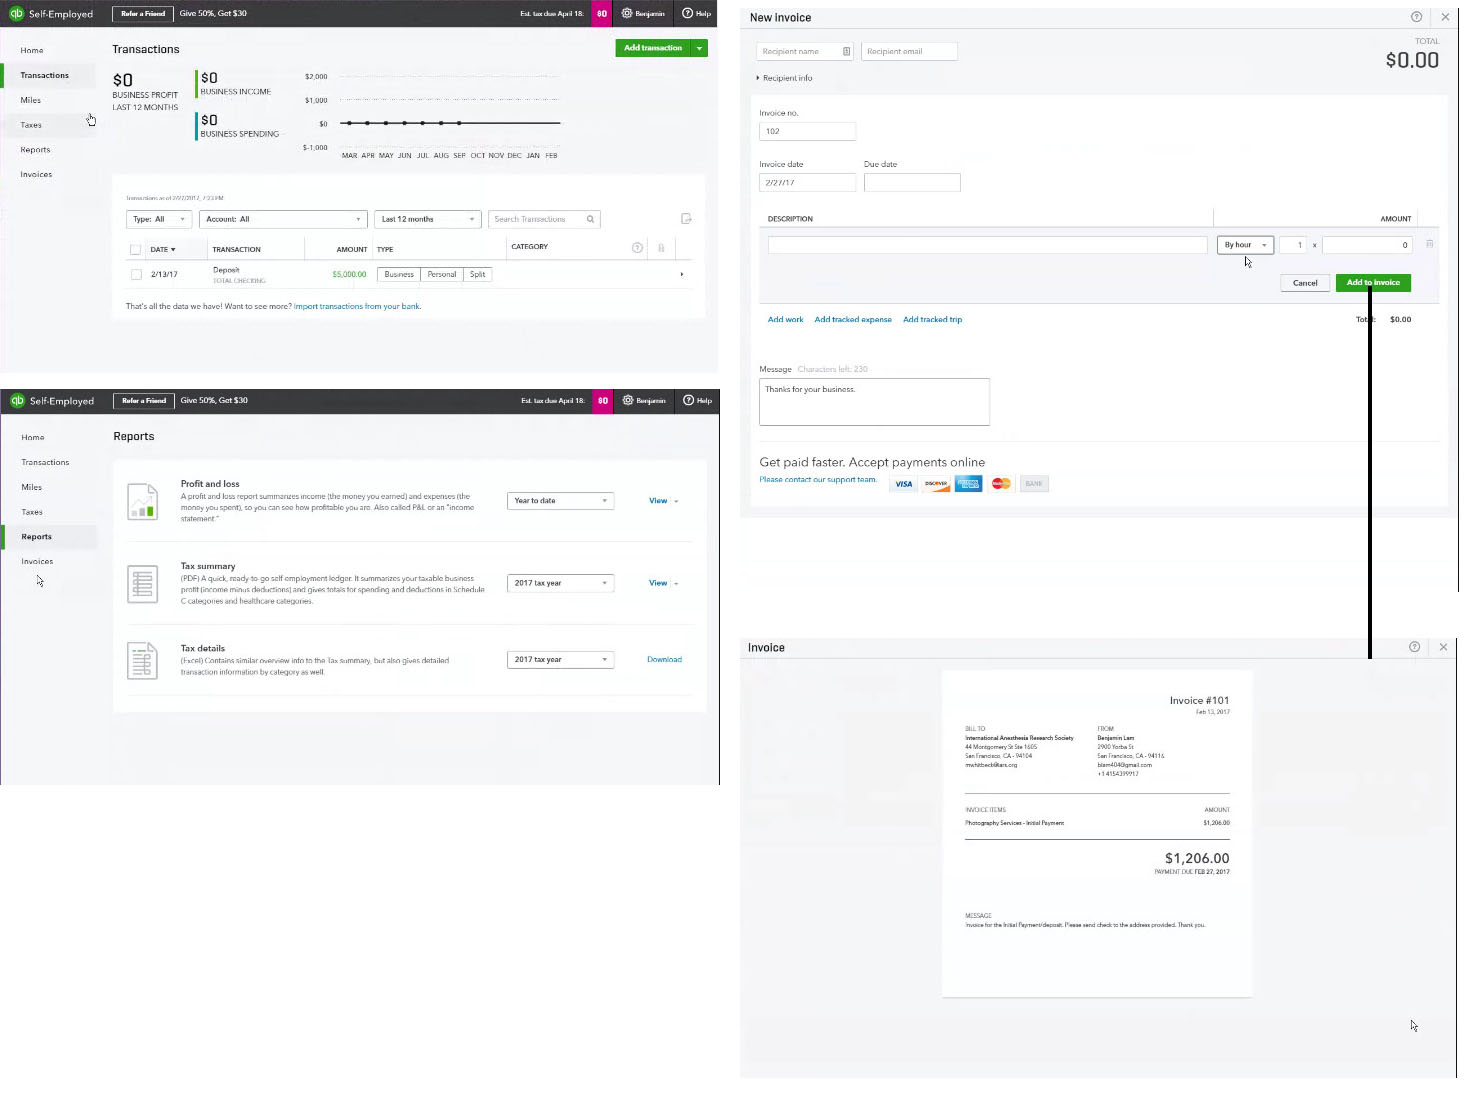 qb Self-Employed Refer a Friend Give 50%, Get $30 Est. tax due April 18: $0 Benjamin ? Help
Home
Transactions
Miles
Taxes
Reports
Invoices
Transactions
Add transaction
$0
BUSINESS PROFIT
LAST 12 MONTHS
$0
BUSINESS INCOME
$0
BUSINESS SPENDING
$2,000
$1,000
$0
$-1,000
MAR APR MAY JUN JUL AUG SEP OCT NOV DEC JAN FEB
Transactions as of 2/27/2017, 7:23 PM
Type: All Account: All Last 12 months Search Transactions
DATE TRANSACTION AMOUNT TYPE CATEGORY ?
2/13/17 Deposit $5,000.00 Business Personal Split
TOTAL CHECKING
That's all the data we have! Want to see more? Import transactions from your bank.
qb Self-Employed Refer a Friend Give 50%, Get $30 Est. tax due April 18: $0 Benjamin ? Help
Home
Transactions
Miles
Taxes
Reports
Invoices
Reports
Profit and loss
A profit and loss report summarizes income (the money you earned) and expenses (the
money you spent), so you can see how profitable you are. Also called P&L or an "income
statement."
Year to date View
Tax summary
(PDF) A quick, ready-to-go self-employment ledger. It summarizes your taxable business
profit (income minus deductions) and gives totals for spending and deductions in Schedule
C categories and healthcare categories.
2017 tax year View
Tax details
(Excel) Contains similar overview info to the Tax summary, but also gives detailed
transaction information by category as well.
2017 tax year Download
New invoice ?
Recipient name Recipient email
TOTAL
$0.00
Recipient info
Invoice no.
102
Invoice date Due date
2/27/17
DESCRIPTION AMOUNT
By hour 1 x 0
Cancel Add to invoice
Add work Add tracked expense Add tracked trip Total: $0.00
Message Characters left: 230
Thanks for your business.
Get paid faster. Accept payments online
Please contact our support team. VISA DISCOVER AMERICAN EXPRESS MasterCard BANK
Invoice ?
Invoice #101
Feb 13, 2017
BILL TO
International Anesthesia Research Society
44 Montgomery St Ste 1605
San Francisco, CA - 94104
mwhitbeck@iars.org
FROM
Benjamin Lam
2900 Yorba St
San Francisco, CA - 94116
blam404@gmail.com
+1 4154399917
INVOICE ITEMS AMOUNT
Photography Services - Initial Payment $1,206.00
$1,206.00
PAYMENT DUE FEB 27, 2017
MESSAGE
Invoice for the Initial Payment/deposit. Please send check to the address provided. Thank you.